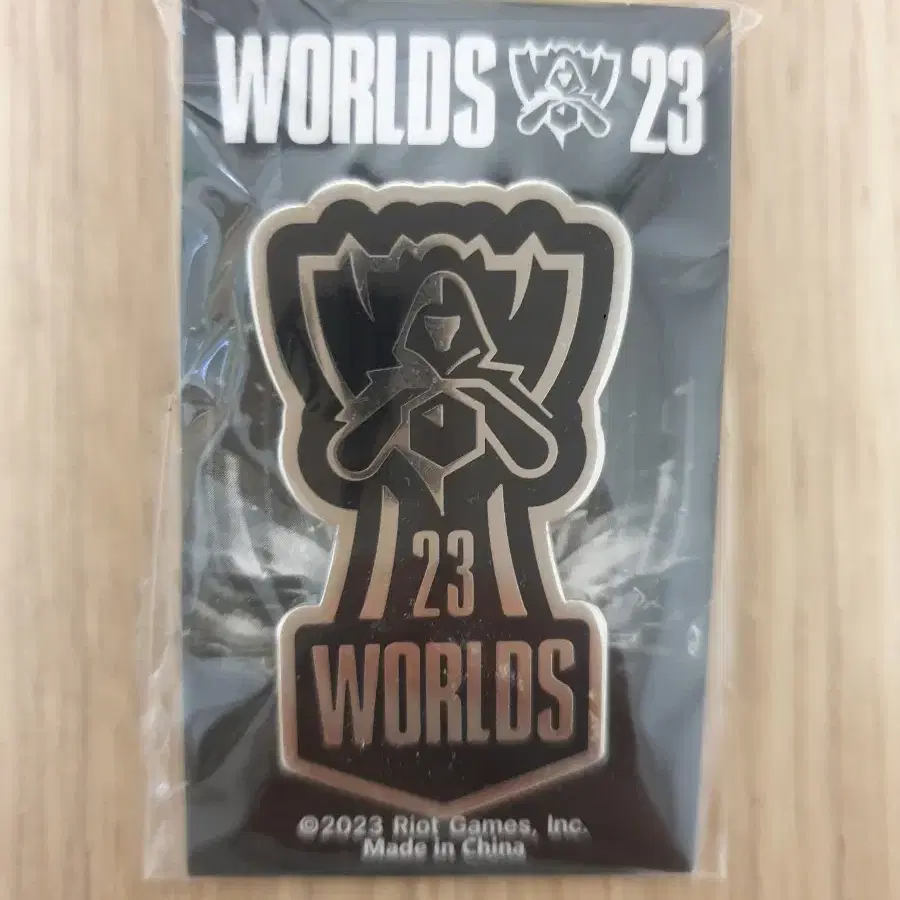 WORLDS 23
23
WORLDS
©2023 Riot Games, Inc.
Made in China